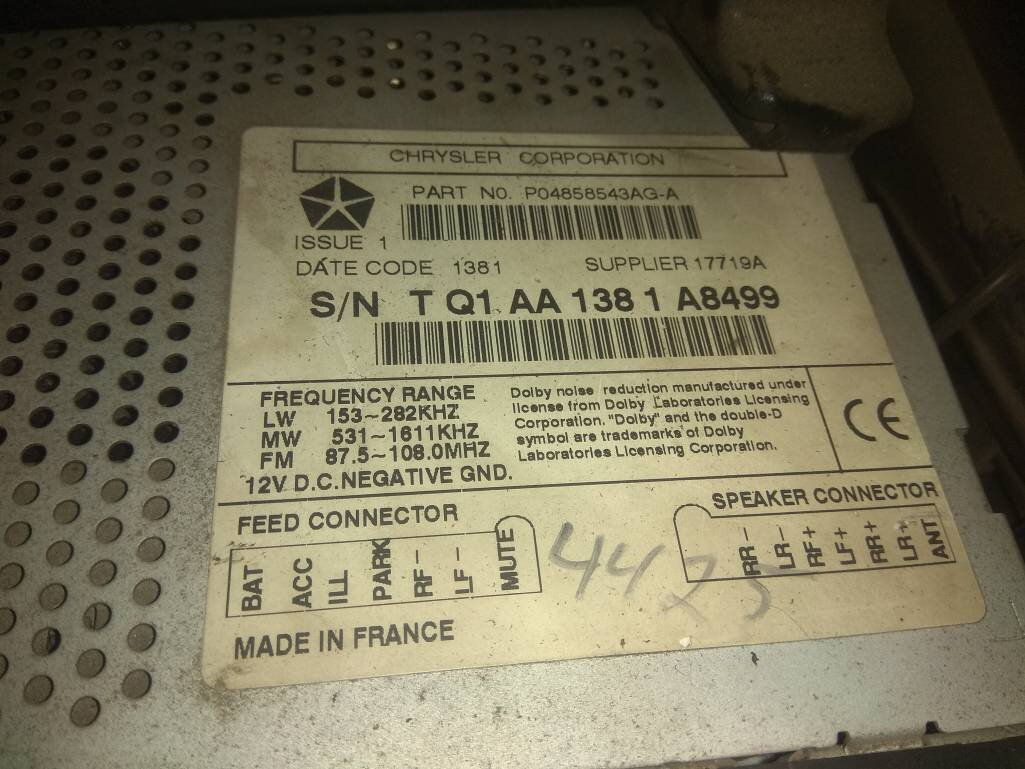 CHRYSLER CORPORATION
PART NO. P04858543AG-A
ISSUE 1
DATE CODE 1381 SUPPLIER 17719A
S/N T Q1 AA 138 1 A8499
FREQUENCY RANGE
LW 153~282KHZ
MW 531~1611KHZ
FM 87.5~108.0MHZ
12V D.C.NEGATIVE GND.
Dolby noise reduction manufactured under
license from Dolby Laboratories Licensing
Corporation. "Dolby" and the double-D
symbol are trademarks of Dolby
Laboratories Licensing Corporation.
CE
FEED CONNECTOR
BAT ACC ILL PARK RF- LF- MUTE
SPEAKER CONNECTOR
RR- LR- RF+ LF+ RR+ LR+ ANT
4425
MADE IN FRANCE